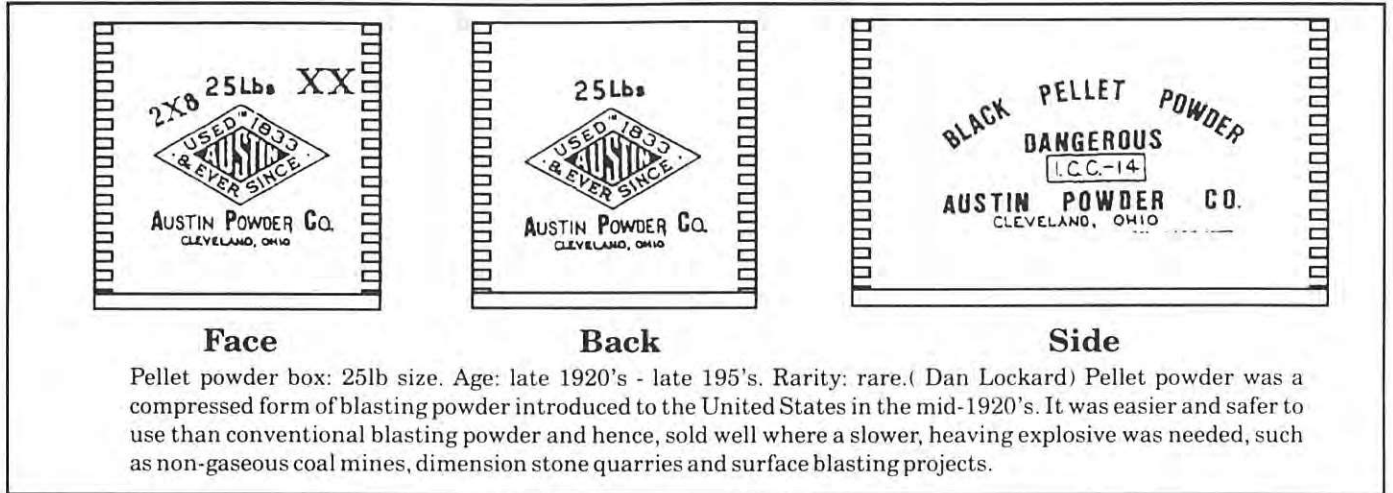 25Lbs XX
2X8
USED IN 1833
AUSTIN
& EVER SINCE
AUSTIN POWDER CO.
CLEVELAND, OHIO
Face
25Lbs
USED IN 1833
AUSTIN
& EVER SINCE
AUSTIN POWDER CO.
CLEVELAND, OHIO
Back
BLACK PELLET POWDER
DANGEROUS
I.C.C.-14
AUSTIN POWDER CO.
CLEVELAND, OHIO
Side
Pellet powder box: 25lb size. Age: late 1920's - late 195's. Rarity: rare.( Dan Lockard) Pellet powder was a
compressed form of blasting powder introduced to the United States in the mid-1920's. It was easier and safer to
use than conventional blasting powder and hence, sold well where a slower, heaving explosive was needed, such
as non-gaseous coal mines, dimension stone quarries and surface blasting projects.